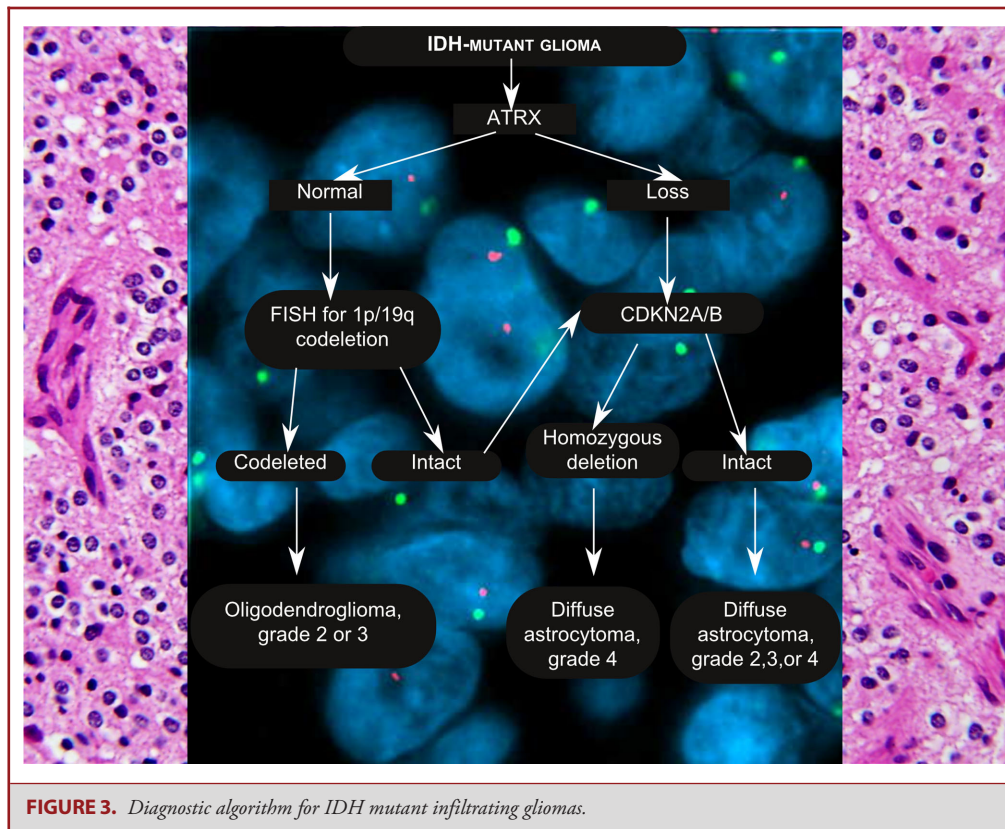 IDH-MUTANT GLIOMA
ATRX
Normal
Loss
FISH for 1p/19q
codeletion
CDKN2A/B
Codeleted
Intact
Homozygous
deletion
Intact
Oligodendroglioma,
grade 2 or 3
Diffuse
astrocytoma,
grade 4
Diffuse
astrocytoma,
grade 2,3,or 4
FIGURE 3. Diagnostic algorithm for IDH mutant infiltrating gliomas.